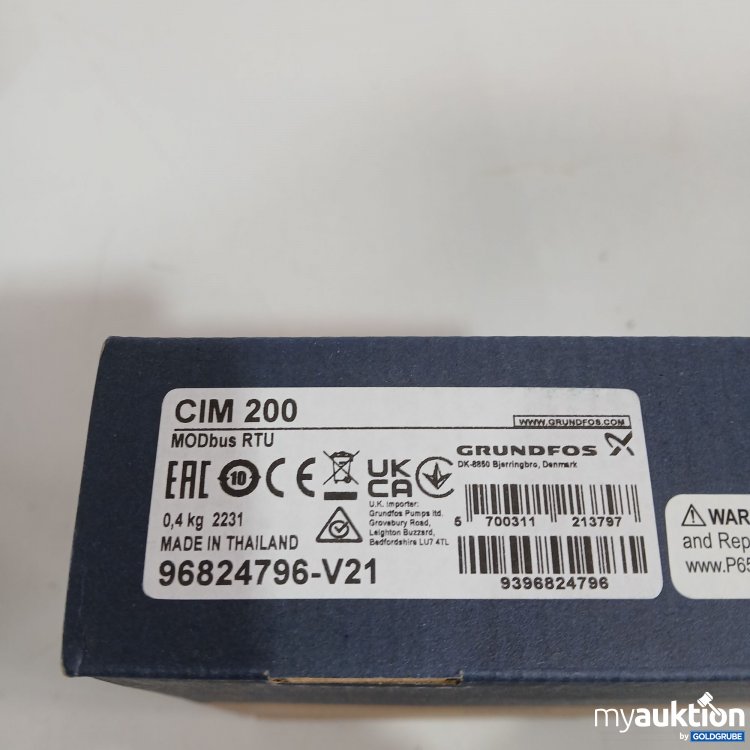 CIM 200
MODbus RTU
WWW.GRUNDFOS.COM
GRUNDFOS
DK-8850 Bjerringbro, Denmark
EAC 10 CE UK CA
0,4 kg 2231
MADE IN THAILAND
96824796-V21
U.K. Importer:
Grundfos Pumps ltd.
Grovebury Road,
Leighton Buzzard,
Bedfordshire LU7 4TL
5 700311 213797
9396824796
WAR
and Rep
www.P65
myauktion
by GOLDGRUBE